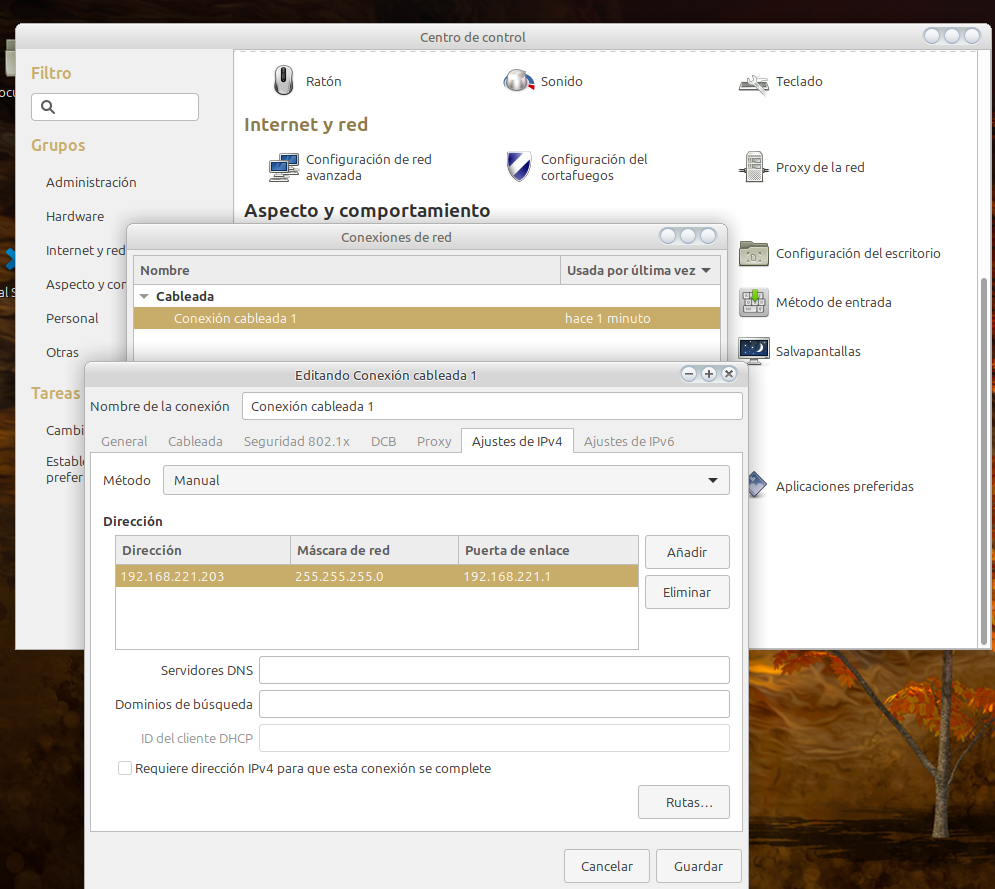 Centro de control
Filtro
Grupos
Administración
Hardware
Internet y red
Aspecto y con
Personal
Otras
Tareas
Cambi
Estable
prefer
Ratón
Sonido
Teclado
Internet y red
Configuración de red
avanzada
Configuración del
cortafuegos
Proxy de la red
Aspecto y comportamiento
Configuración del escritorio
Método de entrada
Salvapantallas
Aplicaciones preferidas
Conexiones de red
Nombre
Usada por última vez
Cableada
Conexión cableada 1
hace 1 minuto
Editando Conexión cableada 1
Nombre de la conexión
Conexión cableada 1
General
Cableada
Seguridad 802.1x
DCB
Proxy
Ajustes de IPv4
Ajustes de IPv6
Método
Manual
Dirección
Dirección
Máscara de red
Puerta de enlace
192.168.221.203
255.255.255.0
192.168.221.1
Añadir
Eliminar
Servidores DNS
Dominios de búsqueda
ID del cliente DHCP
Requiere dirección IPv4 para que esta conexión se complete
Rutas...
Cancelar
Guardar